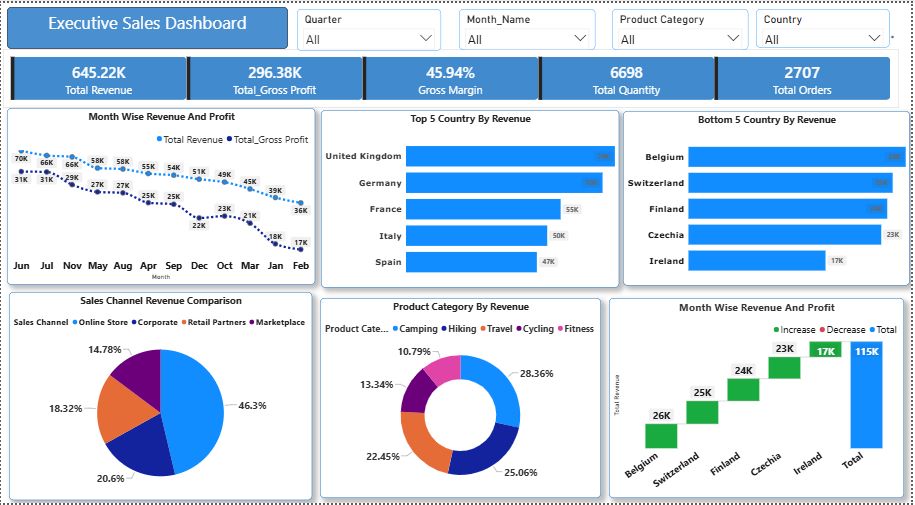 Executive Sales Dashboard
Quarter
All
Month_Name
All
Product Category
All
Country
All
645.22K
Total Revenue
296.38K
Total_Gross Profit
45.94%
Gross Margin
6698
Total Quantity
2707
Total Orders
Month Wise Revenue And Profit
Total Revenue Total_Gross Profit
70K 66K 66K 58K 58K 55K 54K 51K 49K 45K 39K 36K
31K 31K 29K 27K 27K 25K 25K 22K 23K 21K 18K 17K
Jun Jul Nov May Aug Apr Sep Dec Oct Mar Jan Feb
Month
Top 5 Country By Revenue
United Kingdom
Germany
France 55K
Italy 50K
Spain 47K
Bottom 5 Country By Revenue
Belgium
Switzerland
Finland
Czechia 23K
Ireland 17K
Sales Channel Revenue Comparison
Sales Channel Online Store Corporate Retail Partners Marketplace
14.78%
46.3%
18.32%
20.6%
Product Category By Revenue
Product Cate... Camping Hiking Travel Cycling Fitness
10.79%
28.36%
13.34%
22.45%
25.06%
Month Wise Revenue And Profit
Increase Decrease Total
Total Revenue
26K 25K 24K 23K 17K 115K
Belgium Switzerland Finland Czechia Ireland Total